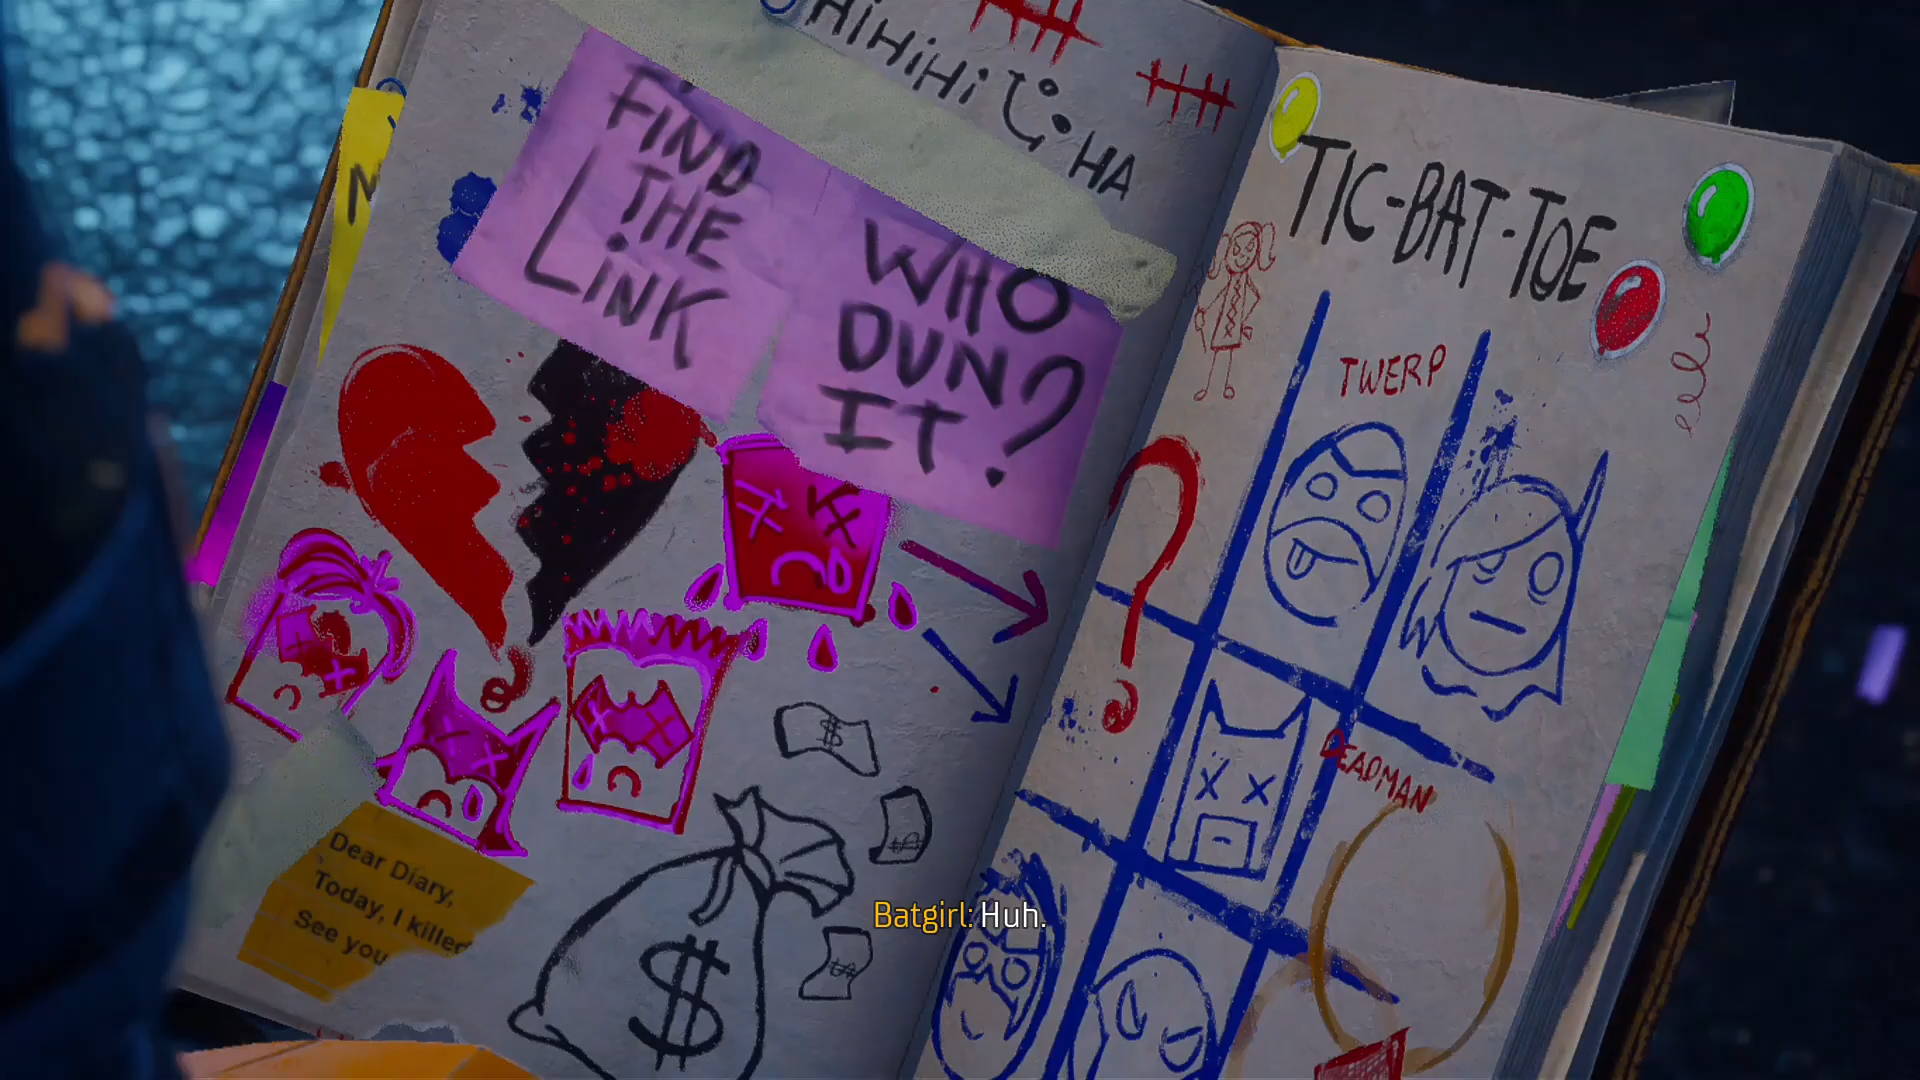 HiHiHiHi
HA
FIND
THE
LiNK
WHO
DUN
IT?
M
$
Dear Diary,
Today, I killed
See you
$
TIC-BAT-TOE
TWERP
?
DEADMAN
Batgirl: Huh.